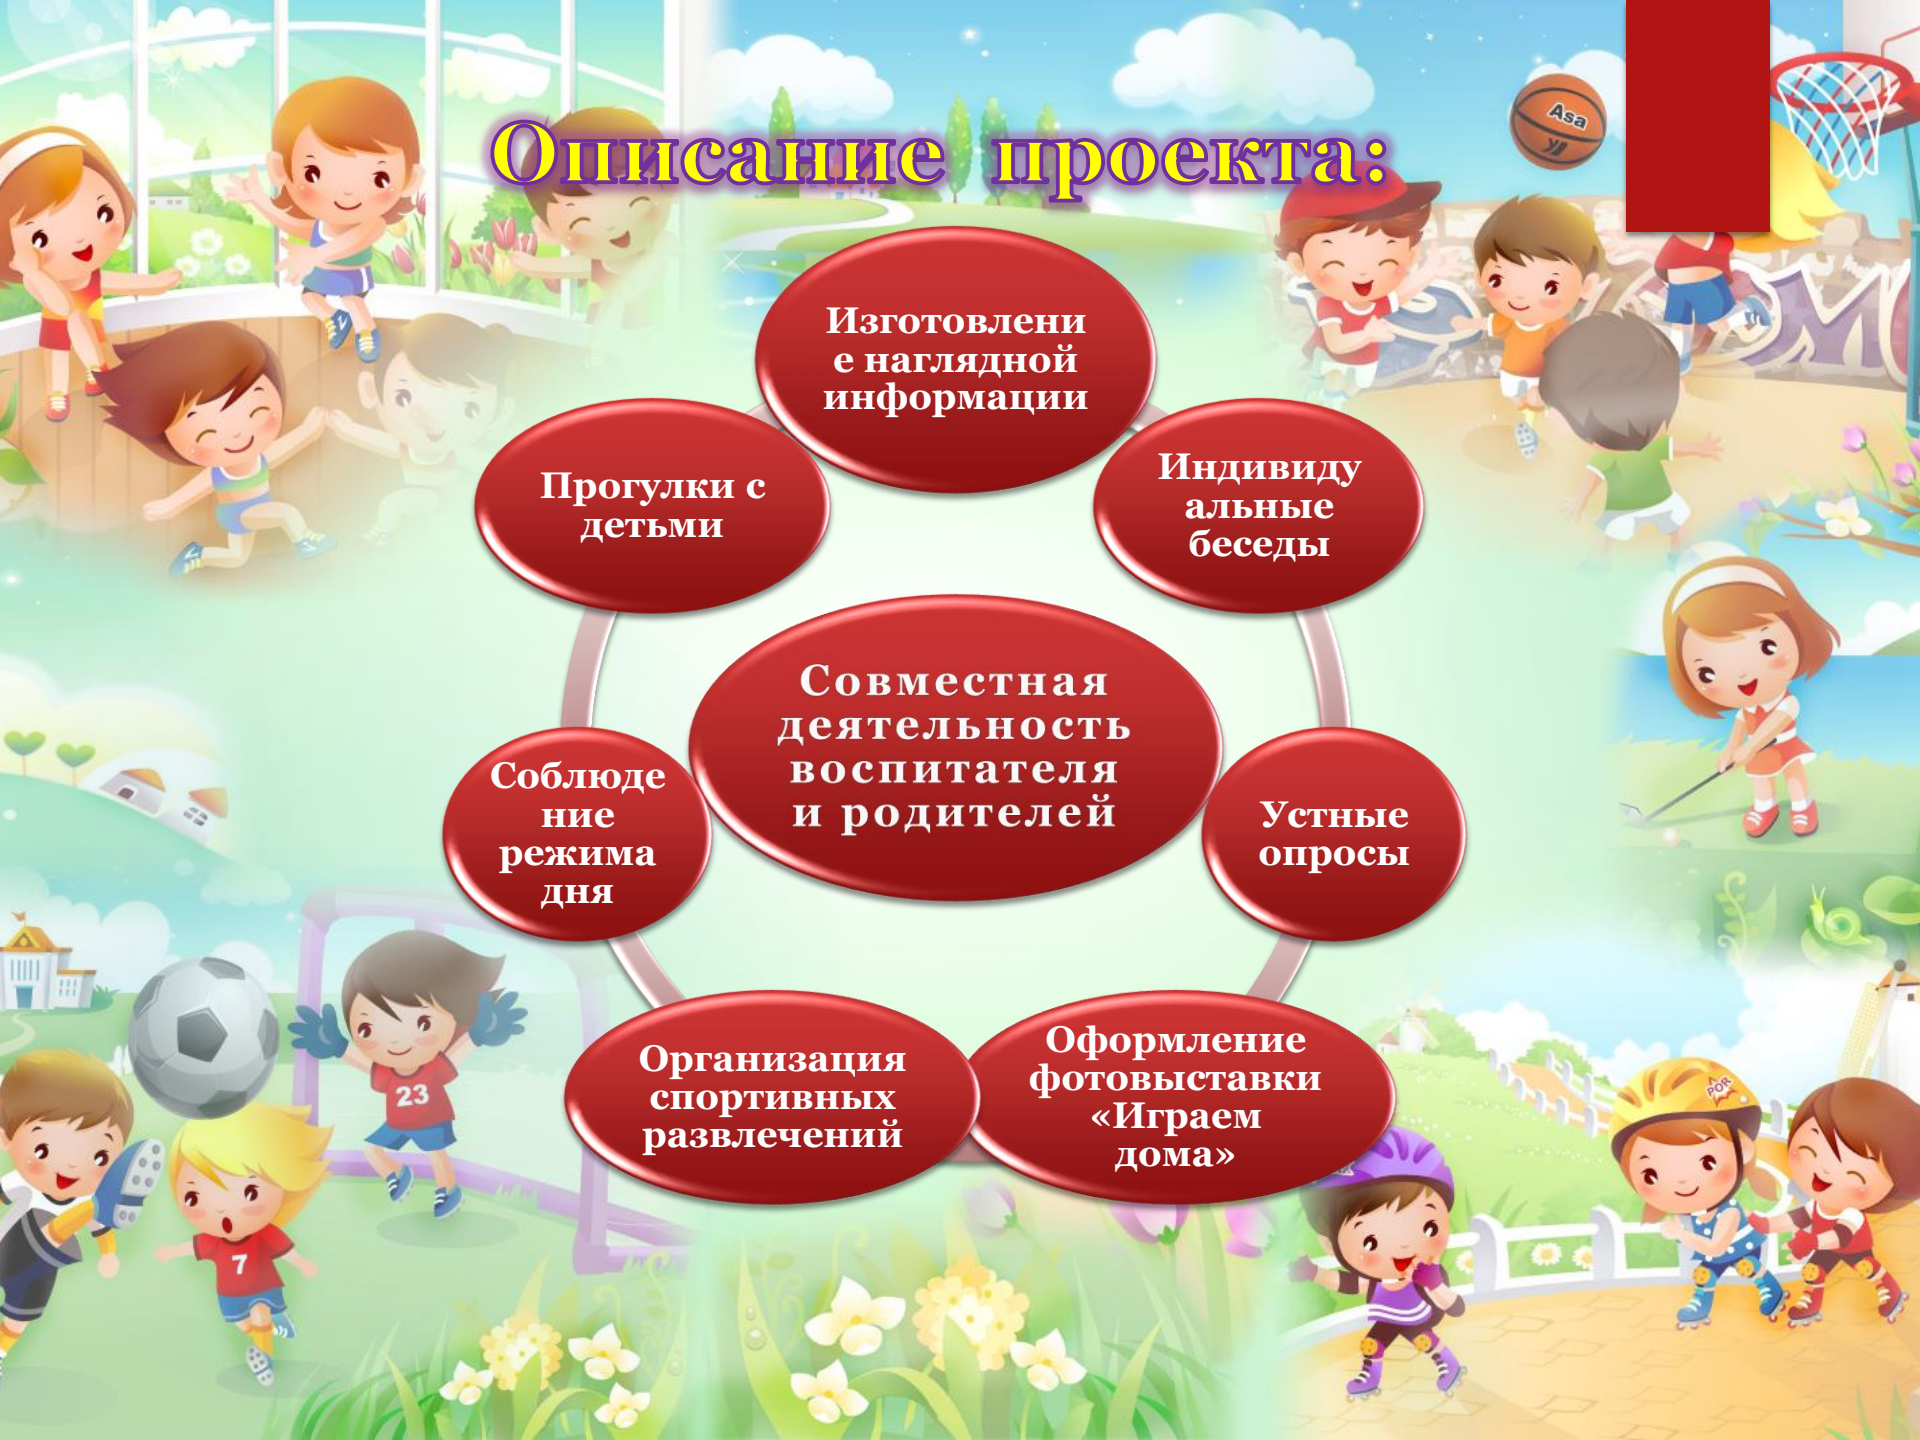 Описание проекта:
Asa
Изготовлени
е наглядной
информации
Прогулки с
детьми
Индивиду
альные
беседы
Совместная
деятельность
воспитателя
и родителей
Соблюде
ние
режима
дня
Устные
опросы
Организация
спортивных
развлечений
Оформление
фотовыставки
«Играем
дома»
23
7
POR